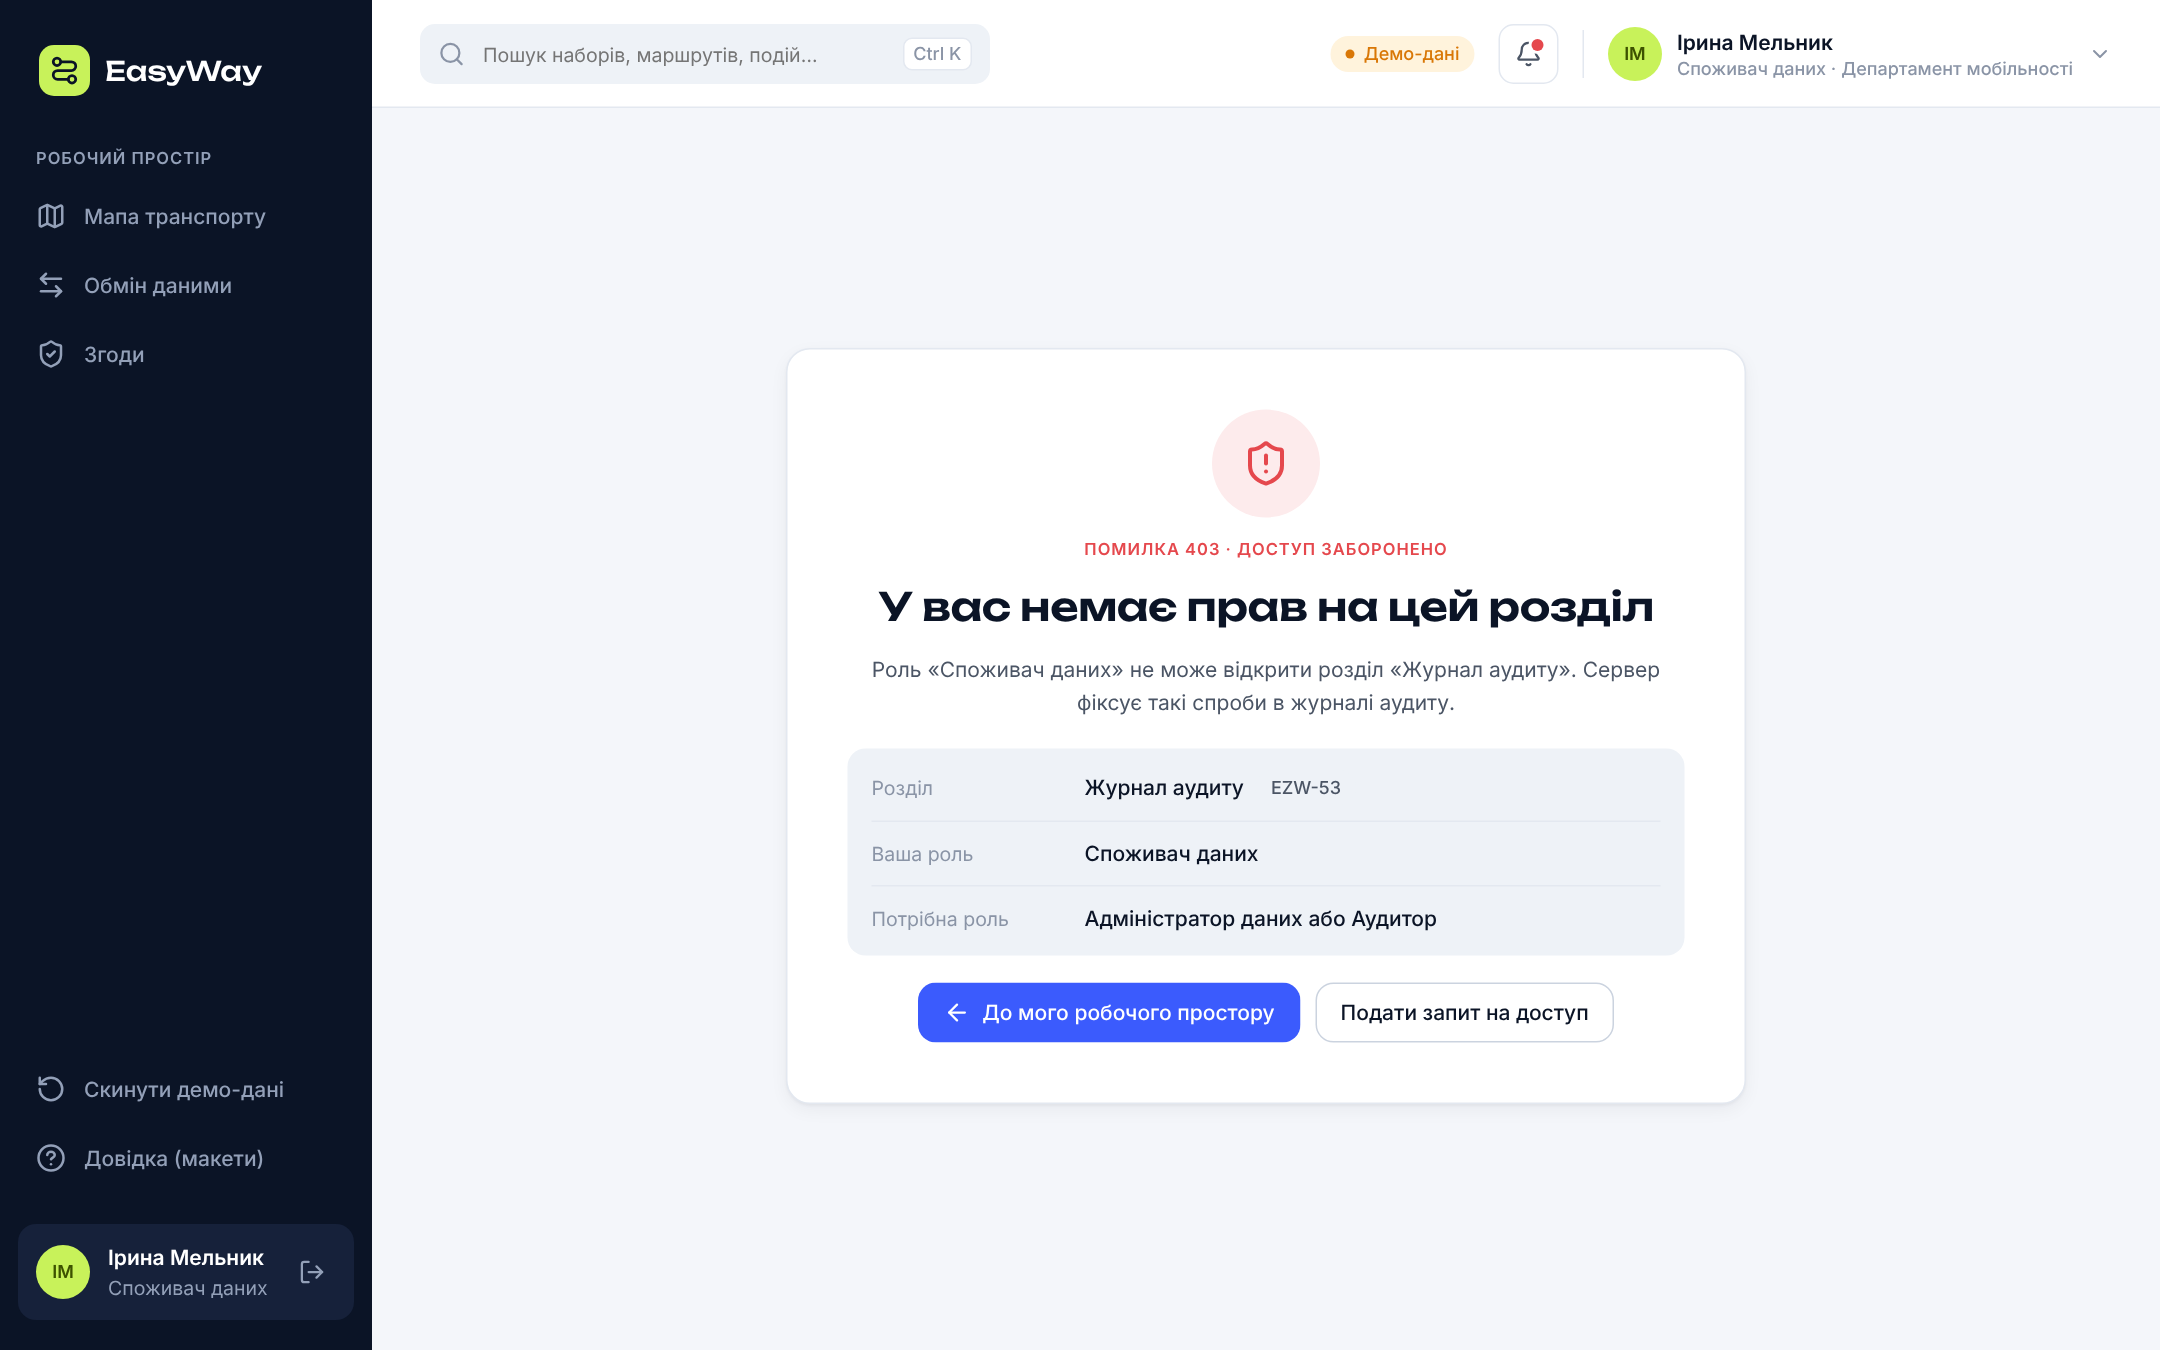 EasyWay
РОБОЧИЙ ПРОСТІР
Мапа транспорту
Обмін даними
Згоди
Скинути демо-дані
Довідка (макети)
ІМ
Ірина Мельник
Споживач даних
Пошук наборів, маршрутів, подій...
Ctrl K
Демо-дані
ІМ
Ірина Мельник
Споживач даних · Департамент мобільності
ПОМИЛКА 403 · ДОСТУП ЗАБОРОНЕНО
У вас немає прав на цей розділ
Роль «Споживач даних» не може відкрити розділ «Журнал аудиту». Сервер
фіксує такі спроби в журналі аудиту.
Розділ Журнал аудиту EZW-53
Ваша роль Споживач даних
Потрібна роль Адміністратор даних або Аудитор
До мого робочого простору
Подати запит на доступ